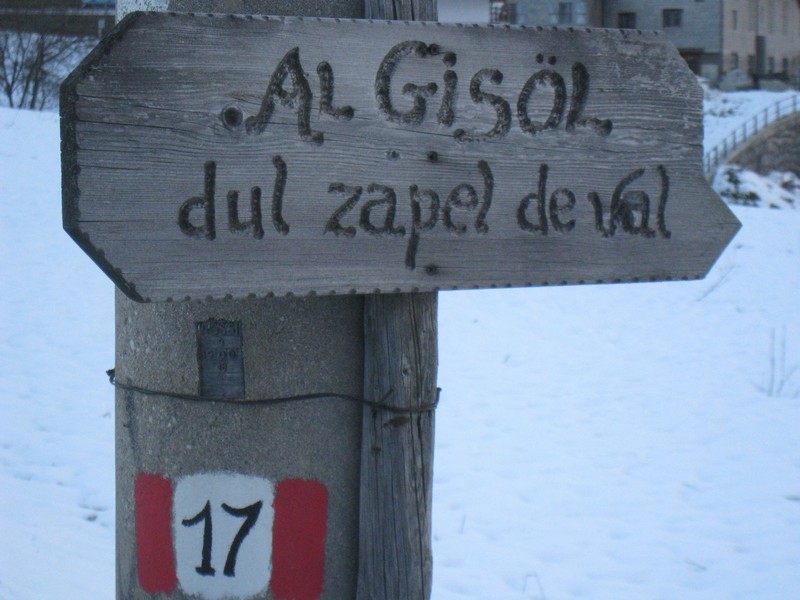 Al Gisöl
dul zapel de val
17